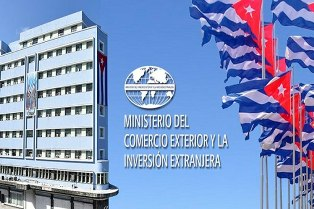 MINISTERIO DEL
COMERCIO EXTERIOR Y LA
INVERSIÓN EXTRANJERA